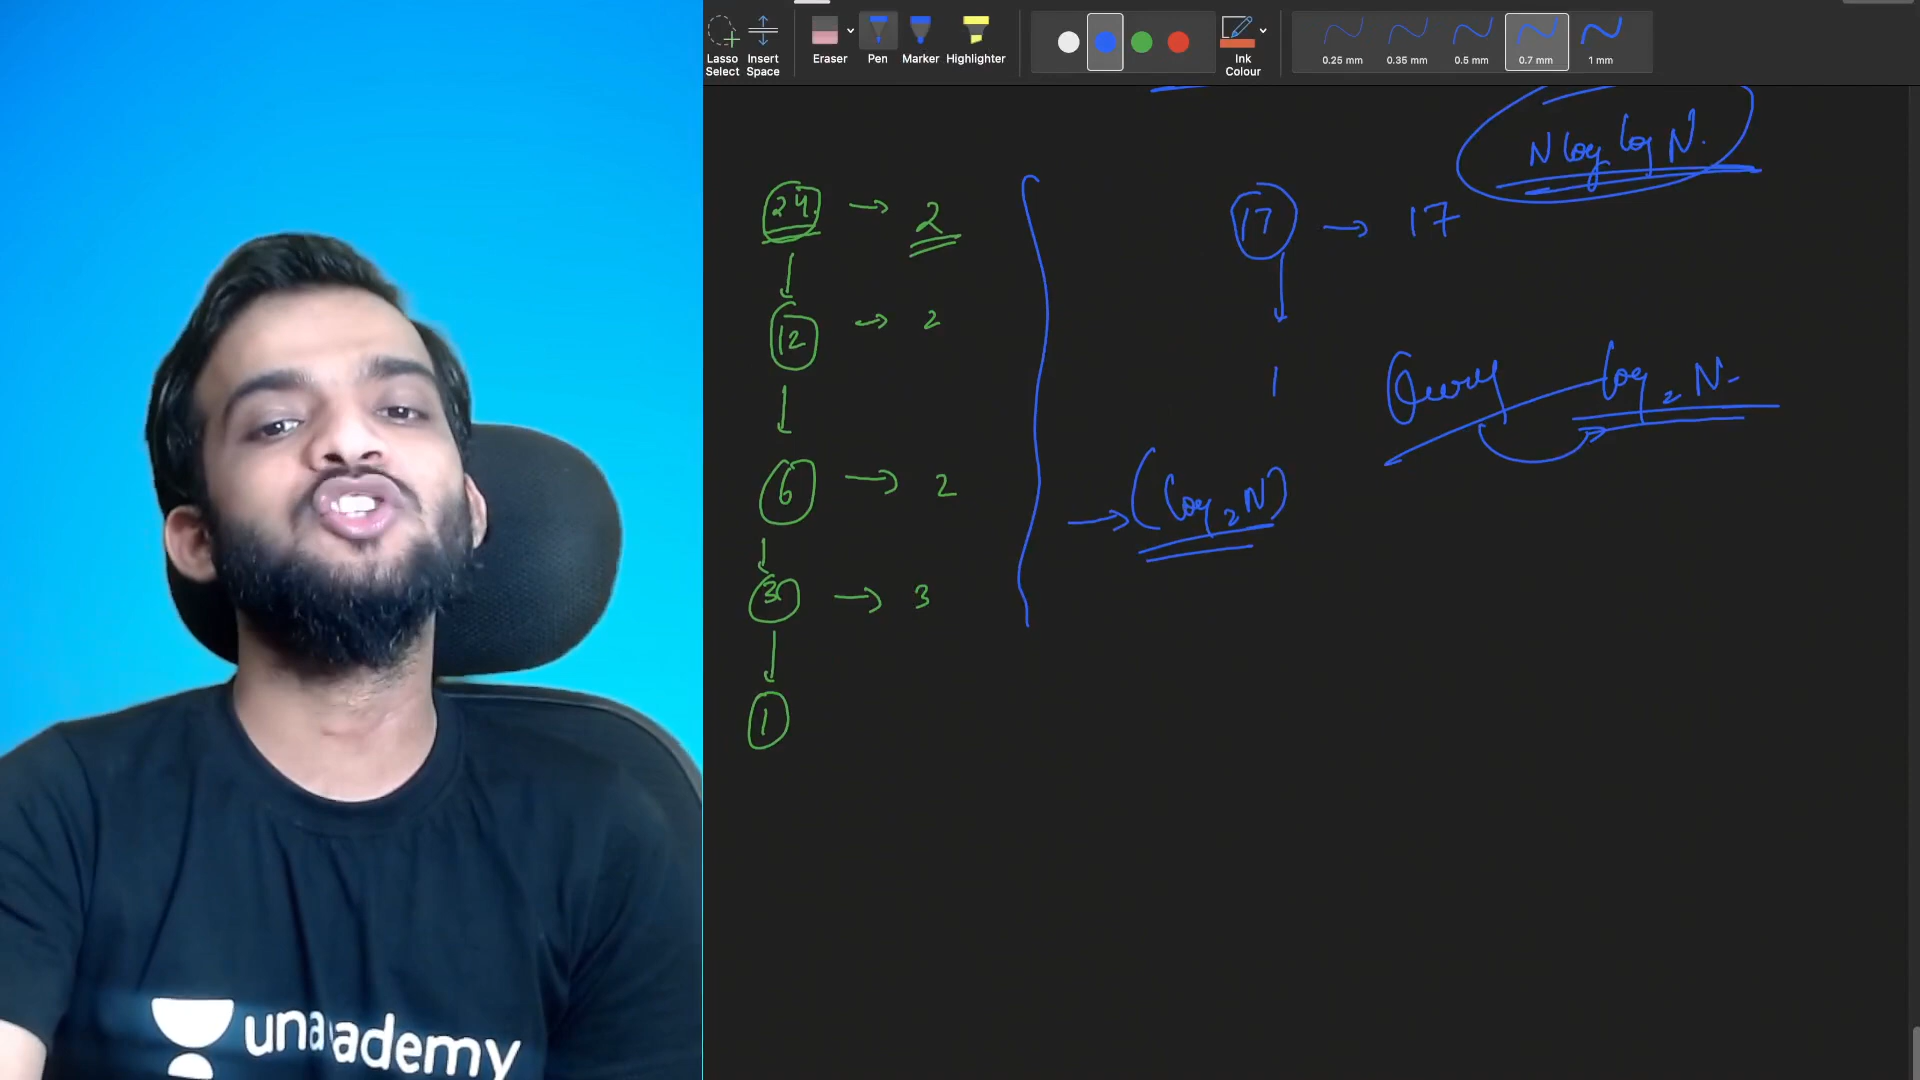 Lasso Select
Insert Space
Eraser
Pen
Marker
Highlighter
Ink Colour
0.25 mm
0.35 mm
0.5 mm
0.7 mm
1 mm
N log log N.
24. → 2
12 → 2
6 → 2
3 → 3
1
17 → 17
1
Query log₂ N
→ (log₂ N)
unacademy